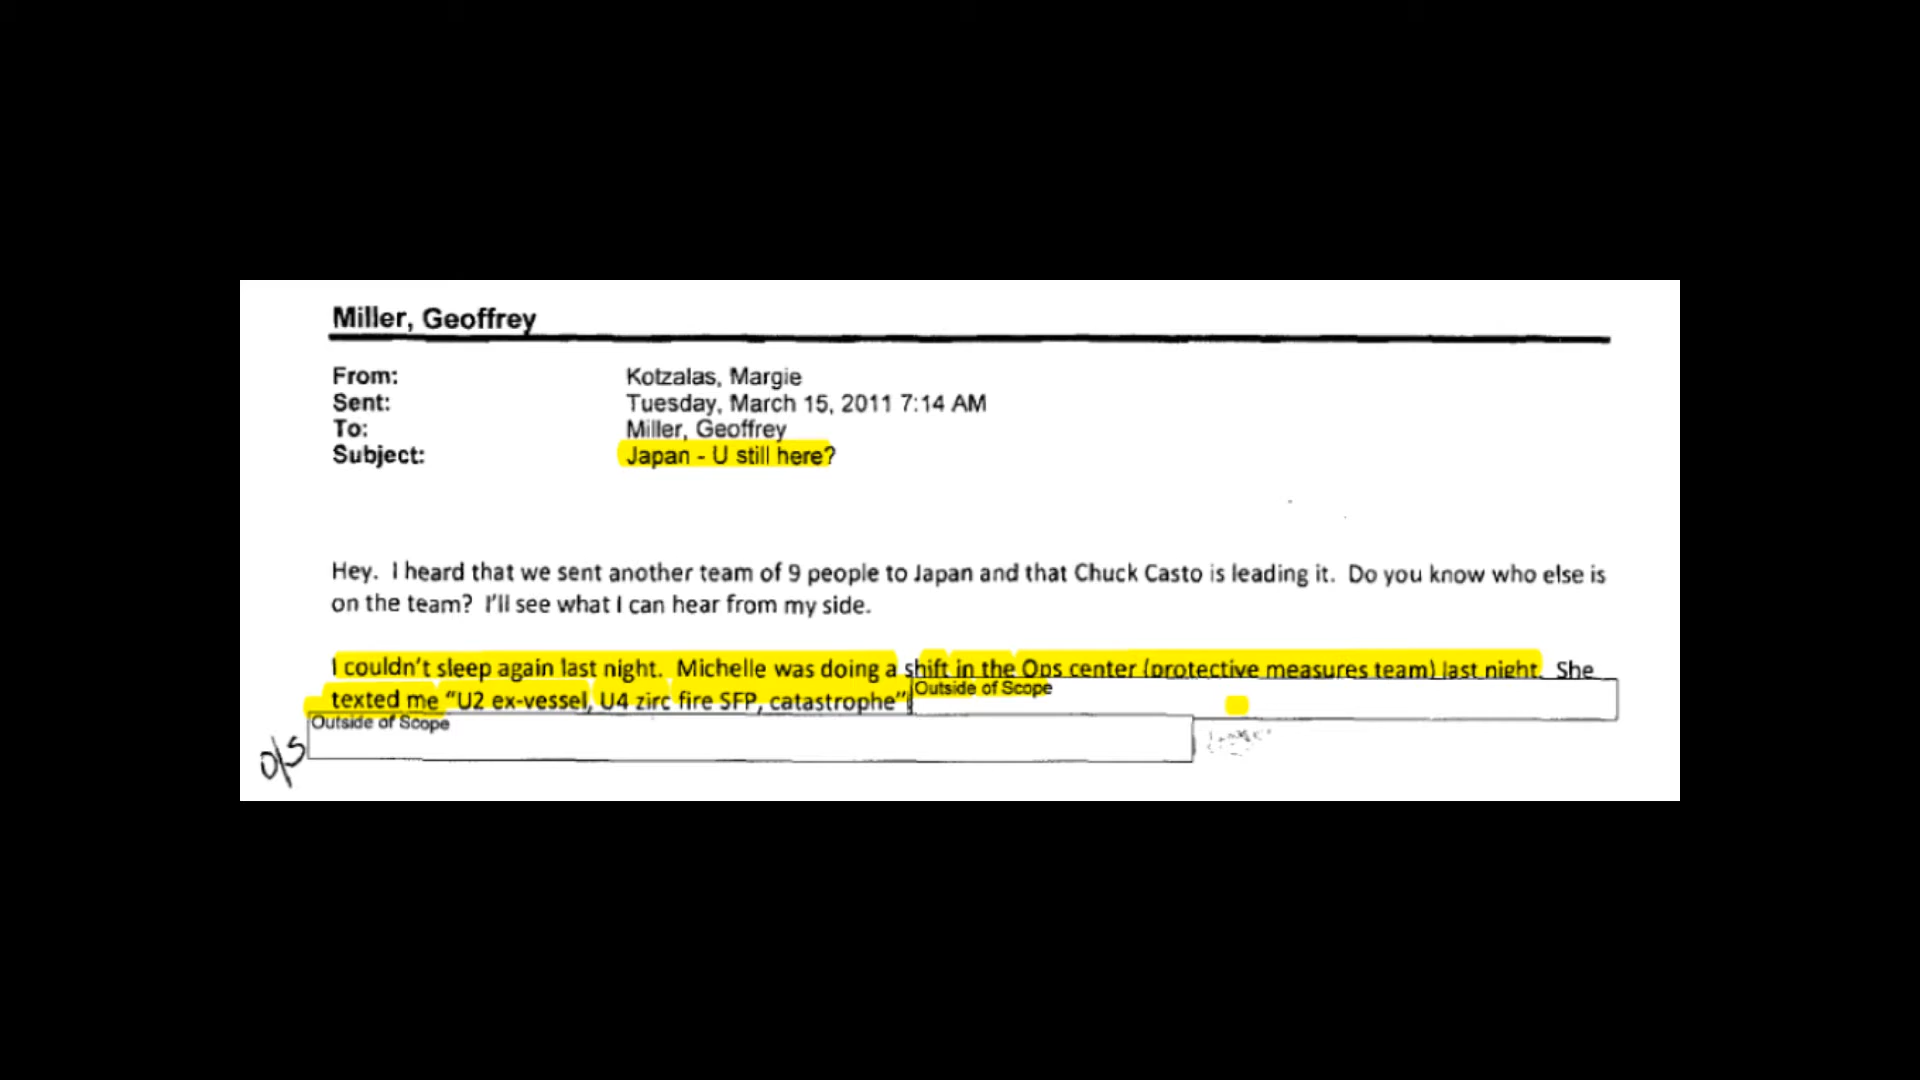 Miller, Geoffrey
From: Kotzalas, Margie
Sent: Tuesday, March 15, 2011 7:14 AM
To: Miller, Geoffrey
Subject: Japan - U still here?
Hey. I heard that we sent another team of 9 people to Japan and that Chuck Casto is leading it. Do you know who else is
on the team? I'll see what I can hear from my side.
I couldn't sleep again last night. Michelle was doing a shift in the Ops center (protective measures team) last night. She
texted me "U2 ex-vessel, U4 zirc fire SFP, catastrophe"
Outside of Scope
Outside of Scope
O/S